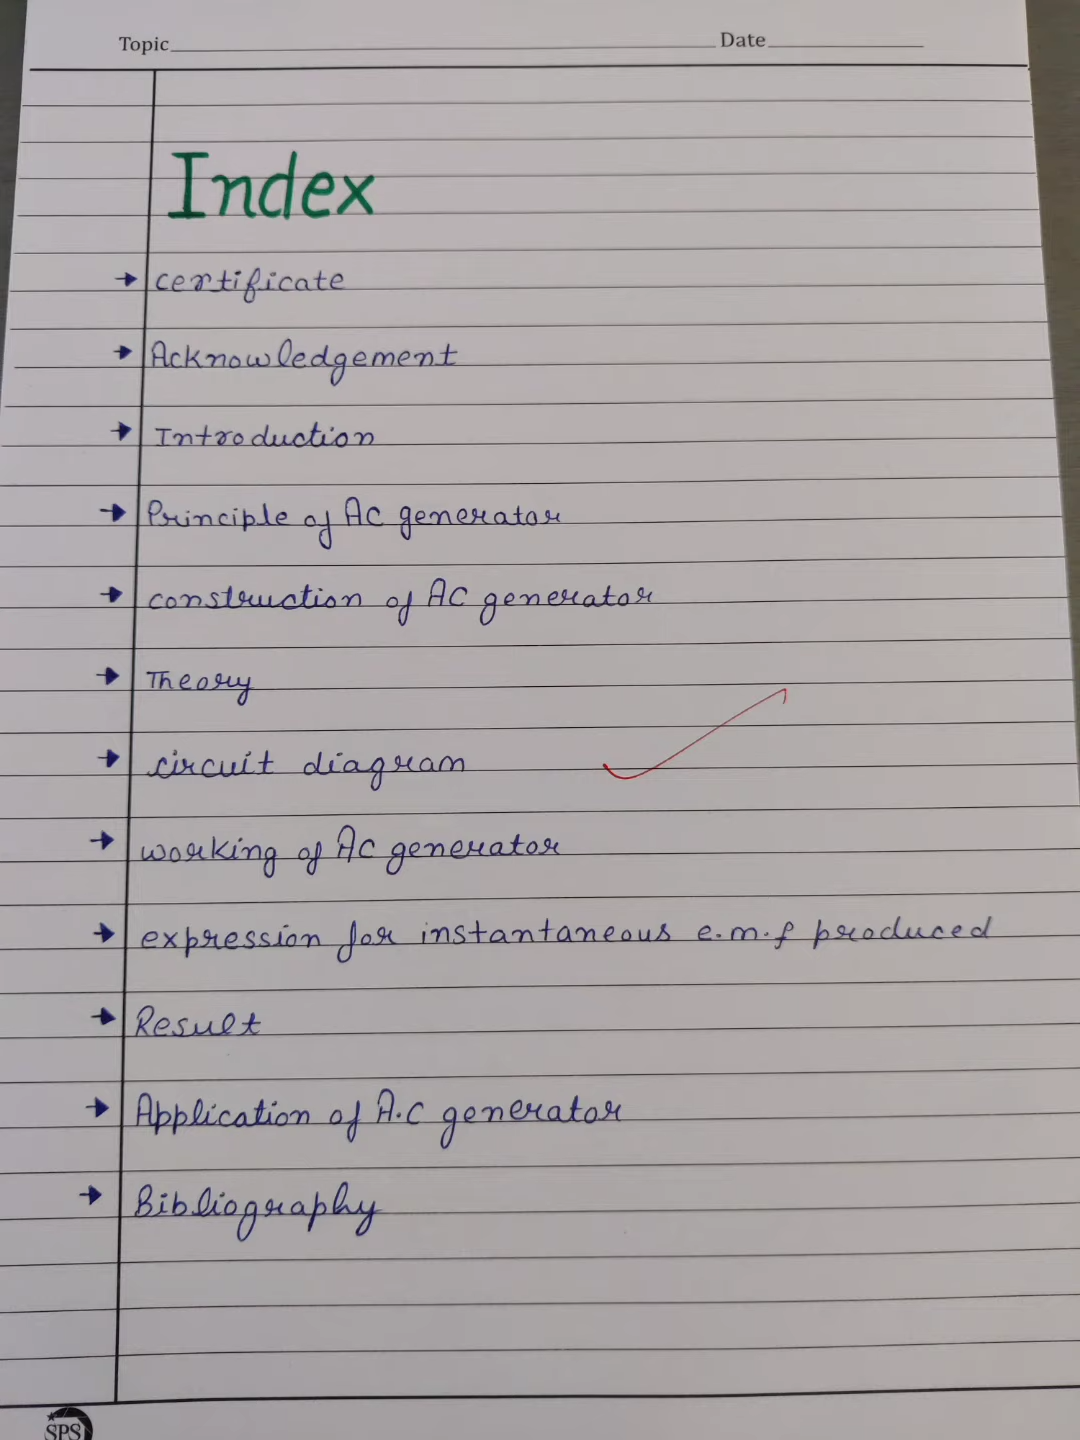 Topic Date
Index
→ certificate
→ Acknowledgement
→ Introduction
→ Principle of AC generator
→ construction of AC generator
→ Theory
→ circuit diagram
→ working of AC generator
→ expression for instantaneous e.m.f produced
→ Result
→ Application of A.C generator
→ Bibliography
SPS